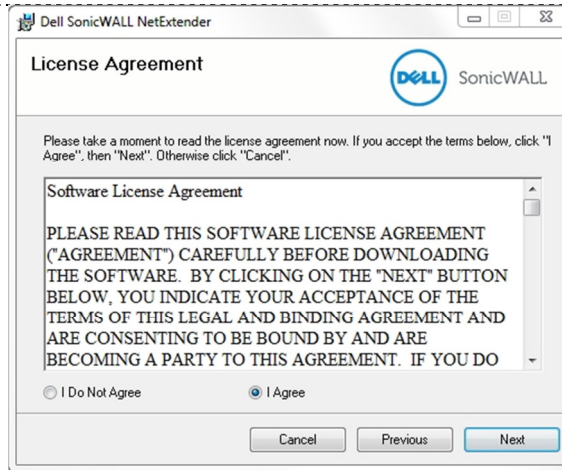 Dell SonicWALL NetExtender
License Agreement
DELL
SonicWALL
Please take a moment to read the license agreement now. If you accept the terms below, click "I
Agree", then "Next". Otherwise click "Cancel".
Software License Agreement
PLEASE READ THIS SOFTWARE LICENSE AGREEMENT
("AGREEMENT") CAREFULLY BEFORE DOWNLOADING
THE SOFTWARE.  BY CLICKING ON THE "NEXT" BUTTON
BELOW, YOU INDICATE YOUR ACCEPTANCE OF THE
TERMS OF THIS LEGAL AND BINDING AGREEMENT AND
ARE CONSENTING TO BE BOUND BY AND ARE
BECOMING A PARTY TO THIS AGREEMENT.  IF YOU DO
I Do Not Agree
I Agree
Cancel
Previous
Next